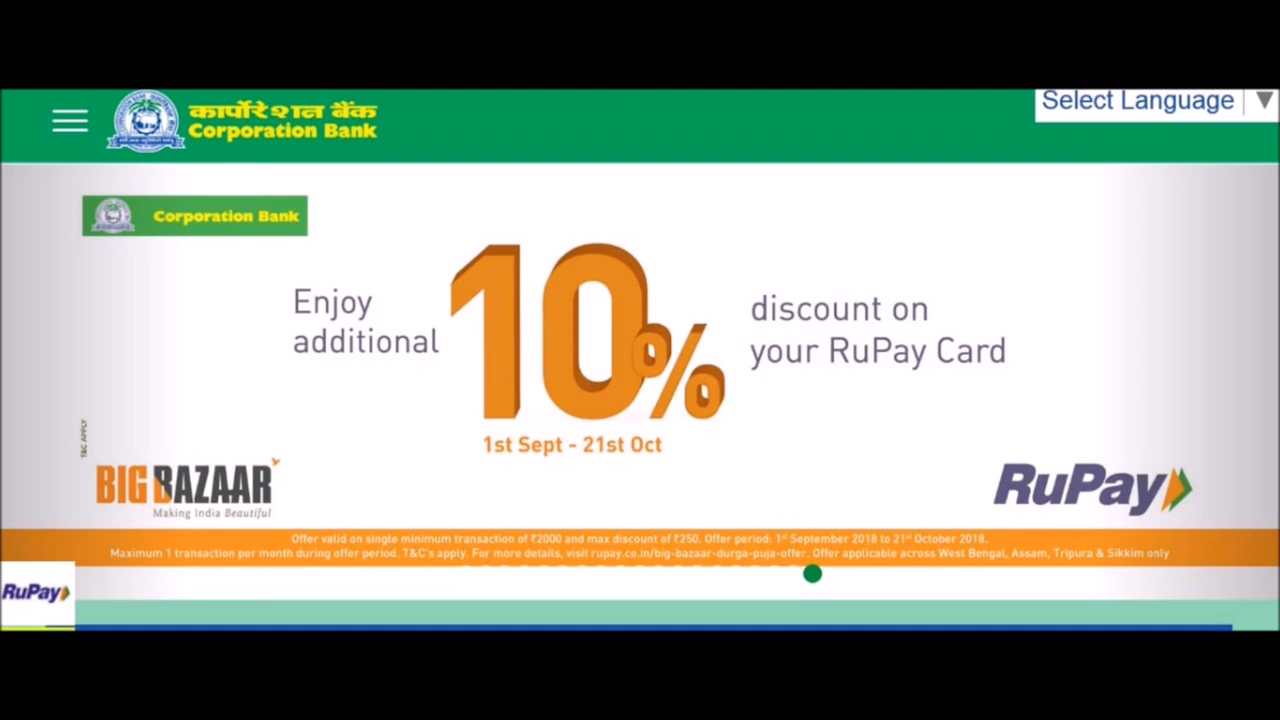 कार्पोरेशन बैंक
Corporation Bank
Select Language
Corporation Bank
Enjoy
additional
10%
discount on
your RuPay Card
1st Sept - 21st Oct
T&C APPLY
BIG BAZAAR
Making India Beautiful
RuPay
Offer valid on single minimum transaction of ₹2000 and max discount of ₹250. Offer period: 1st September 2018 to 21st October 2018.
Maximum 1 transaction per month during offer period. T&C's apply. For more details, visit rupay.co.in/big-bazaar-durga-puja-offer. Offer applicable across West Bengal, Assam, Tripura & Sikkim only
RuPay